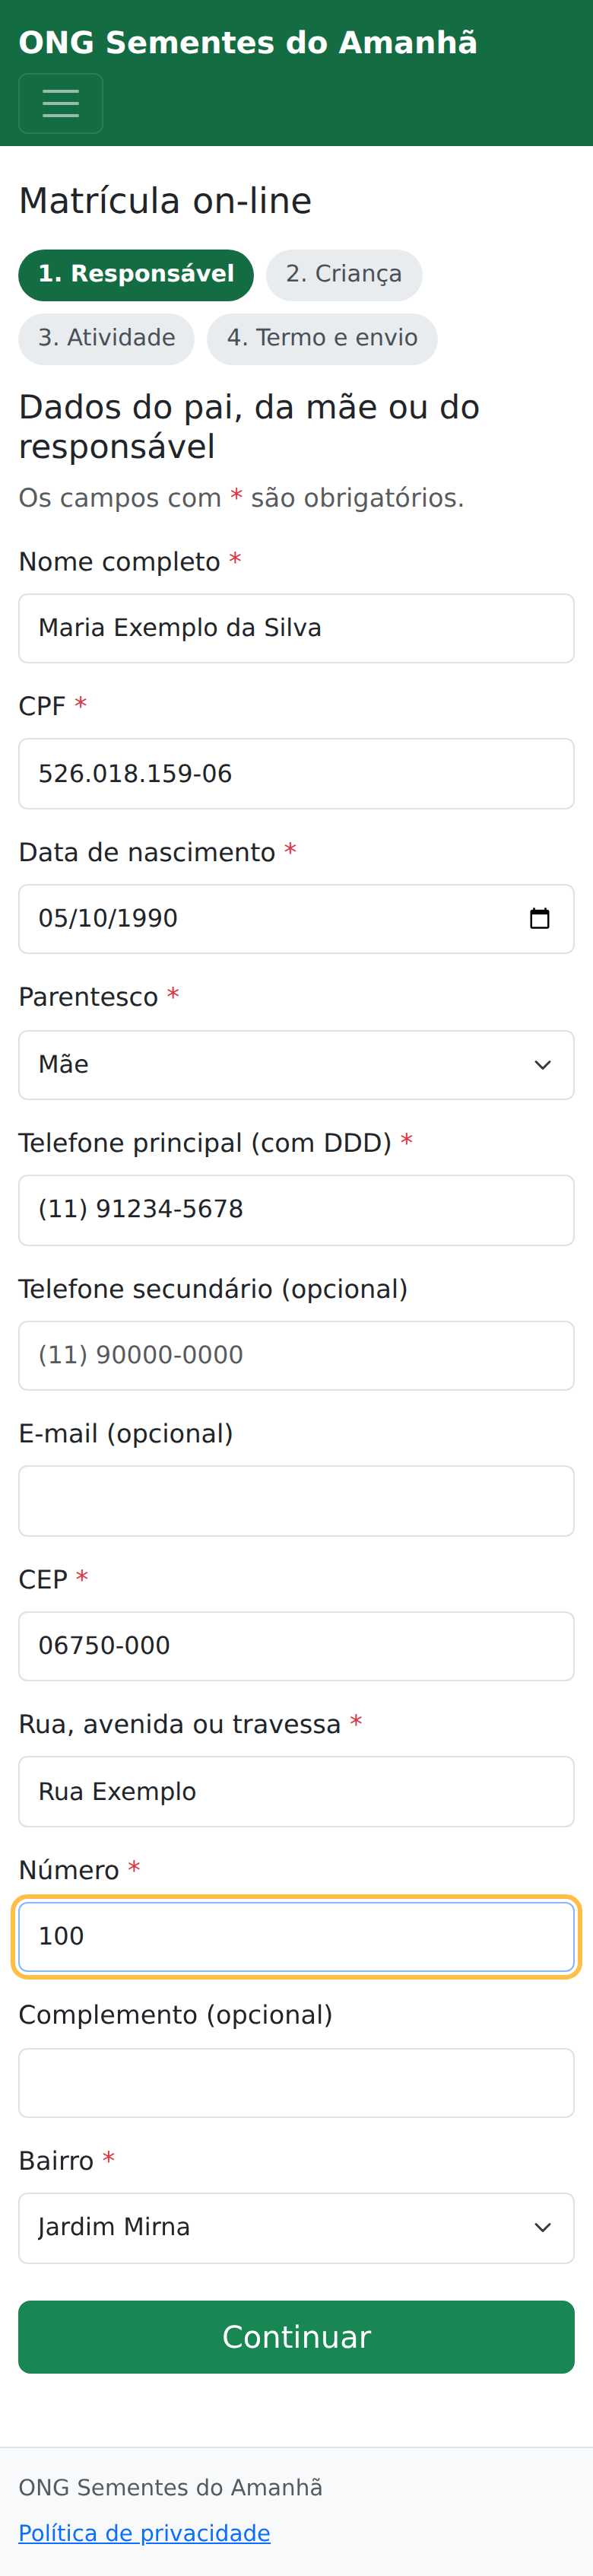 ONG Sementes do Amanhã
Matrícula on-line
1. Responsável
2. Criança
3. Atividade
4. Termo e envio
Dados do pai, da mãe ou do
responsável
Os campos com * são obrigatórios.
Nome completo *
Maria Exemplo da Silva
CPF *
526.018.159-06
Data de nascimento *
05/10/1990
Parentesco *
Mãe
Telefone principal (com DDD) *
(11) 91234-5678
Telefone secundário (opcional)
(11) 90000-0000
E-mail (opcional)
CEP *
06750-000
Rua, avenida ou travessa *
Rua Exemplo
Número *
100
Complemento (opcional)
Bairro *
Jardim Mirna
Continuar
ONG Sementes do Amanhã
Política de privacidade